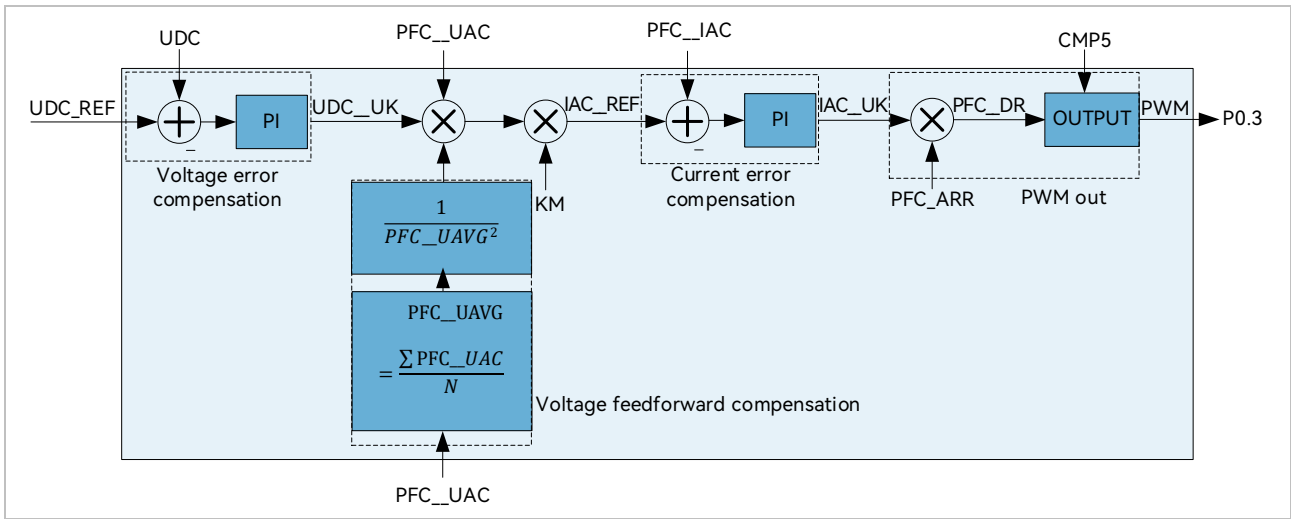 UDC
PFC__UAC
PFC__IAC
CMP5
UDC_REF
+
−
PI
UDC__UK
×
×
IAC_REF
+
−
PI
IAC_UK
×
PFC_DR
OUTPUT
PWM
P0.3
Voltage error
compensation
KM
Current error
compensation
PFC_ARR
PWM out
1
PFC__UAVG²
PFC__UAVG
= ∑ PFC__UAC
N
Voltage feedforward compensation
PFC__UAC